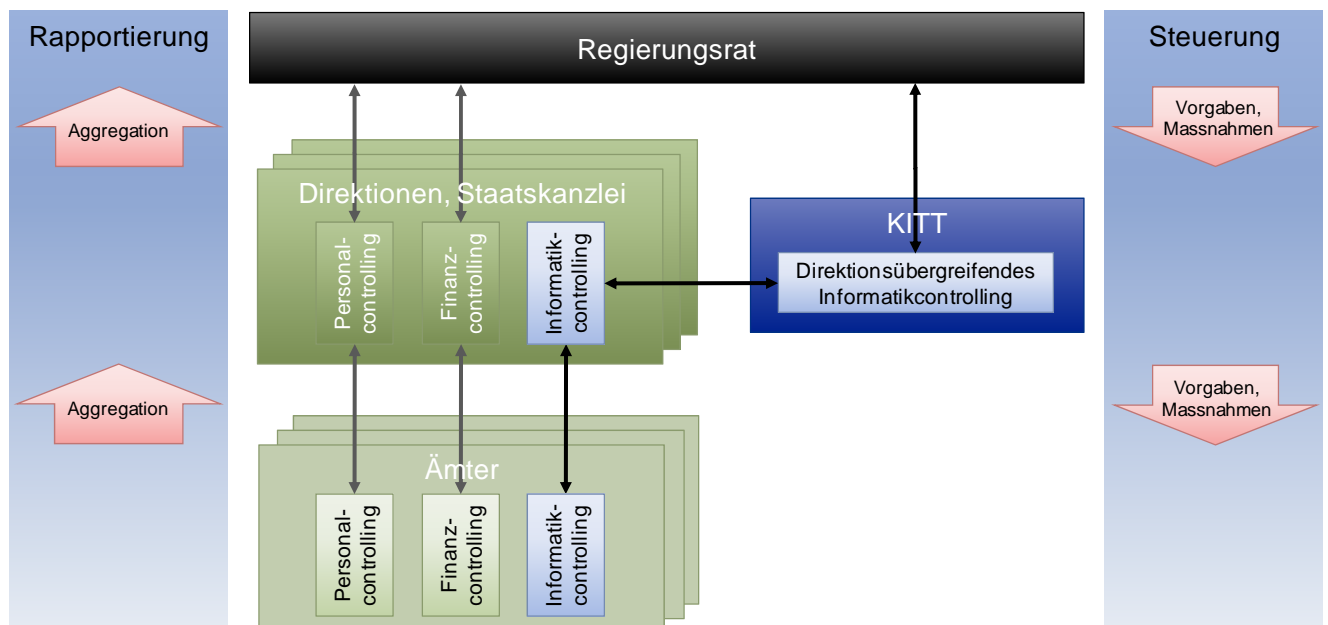 Rapportierung
Regierungsrat
Steuerung
Aggregation
Vorgaben,
Massnahmen
Direktionen, Staatskanzlei
Personal-
controlling
Finanz-
controlling
Informatik-
controlling
KITT
Direktionsübergreifendes
Informatikcontrolling
Aggregation
Vorgaben,
Massnahmen
Ämter
Personal-
controlling
Finanz-
controlling
Informatik-
controlling